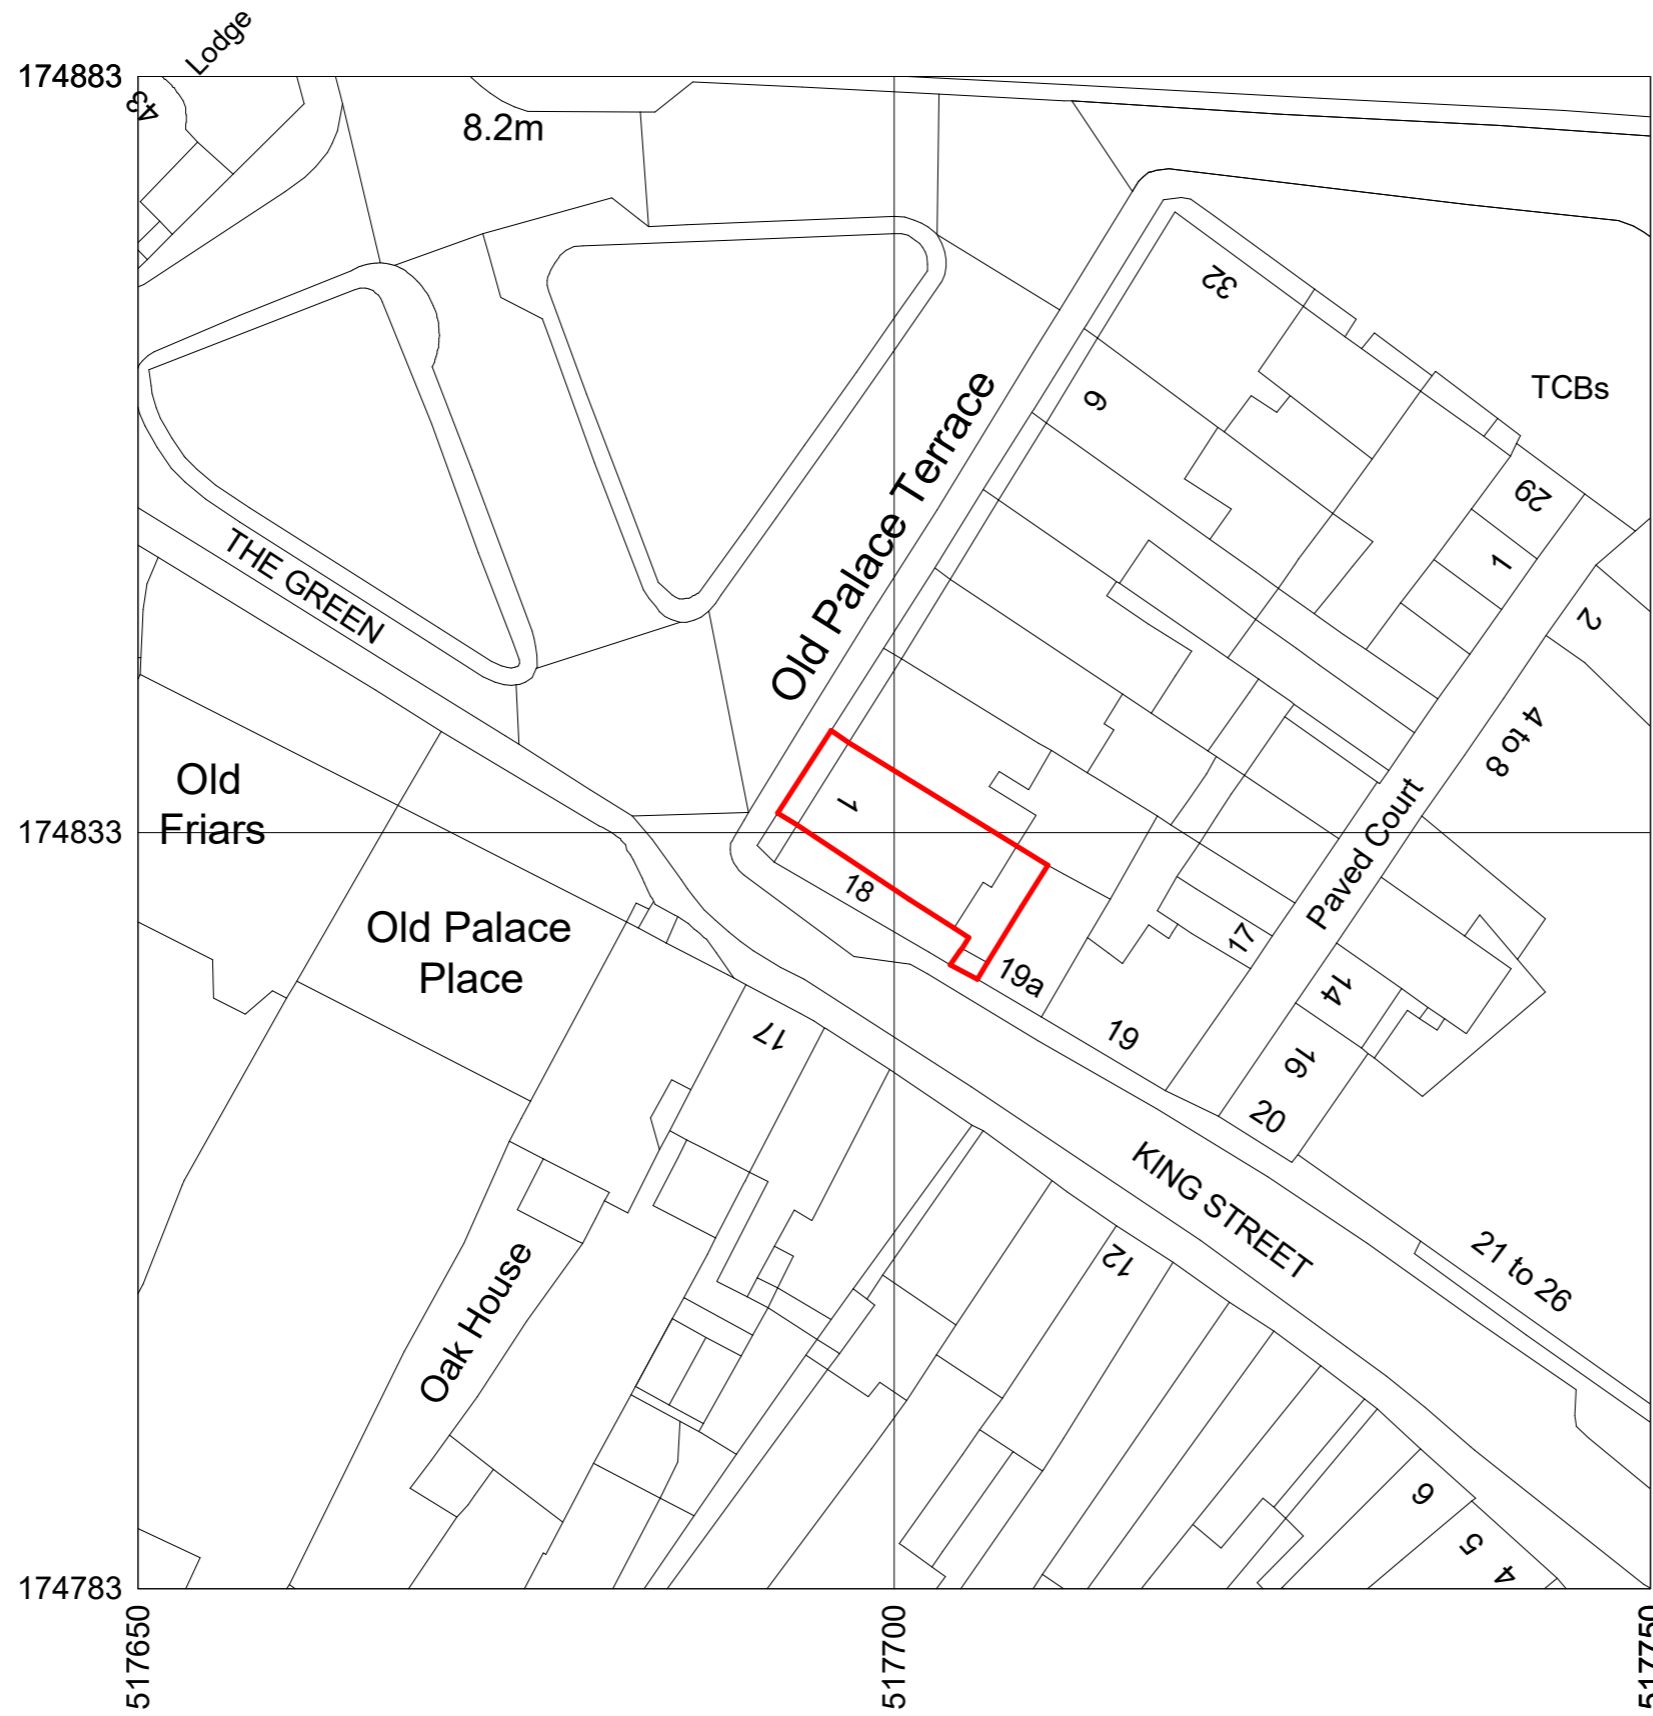 Lodge
174883
43
8.2m
32
TCBs
6
Old Palace Terrace
29
1
THE GREEN
2
4 to 8
Old
Friars
1
174833
Paved Court
18
Old Palace
Place
17
19a
14
17
19
16
20
KING STREET
12
21 to 26
Oak House
6
5
4
174783
517650
517700
517750